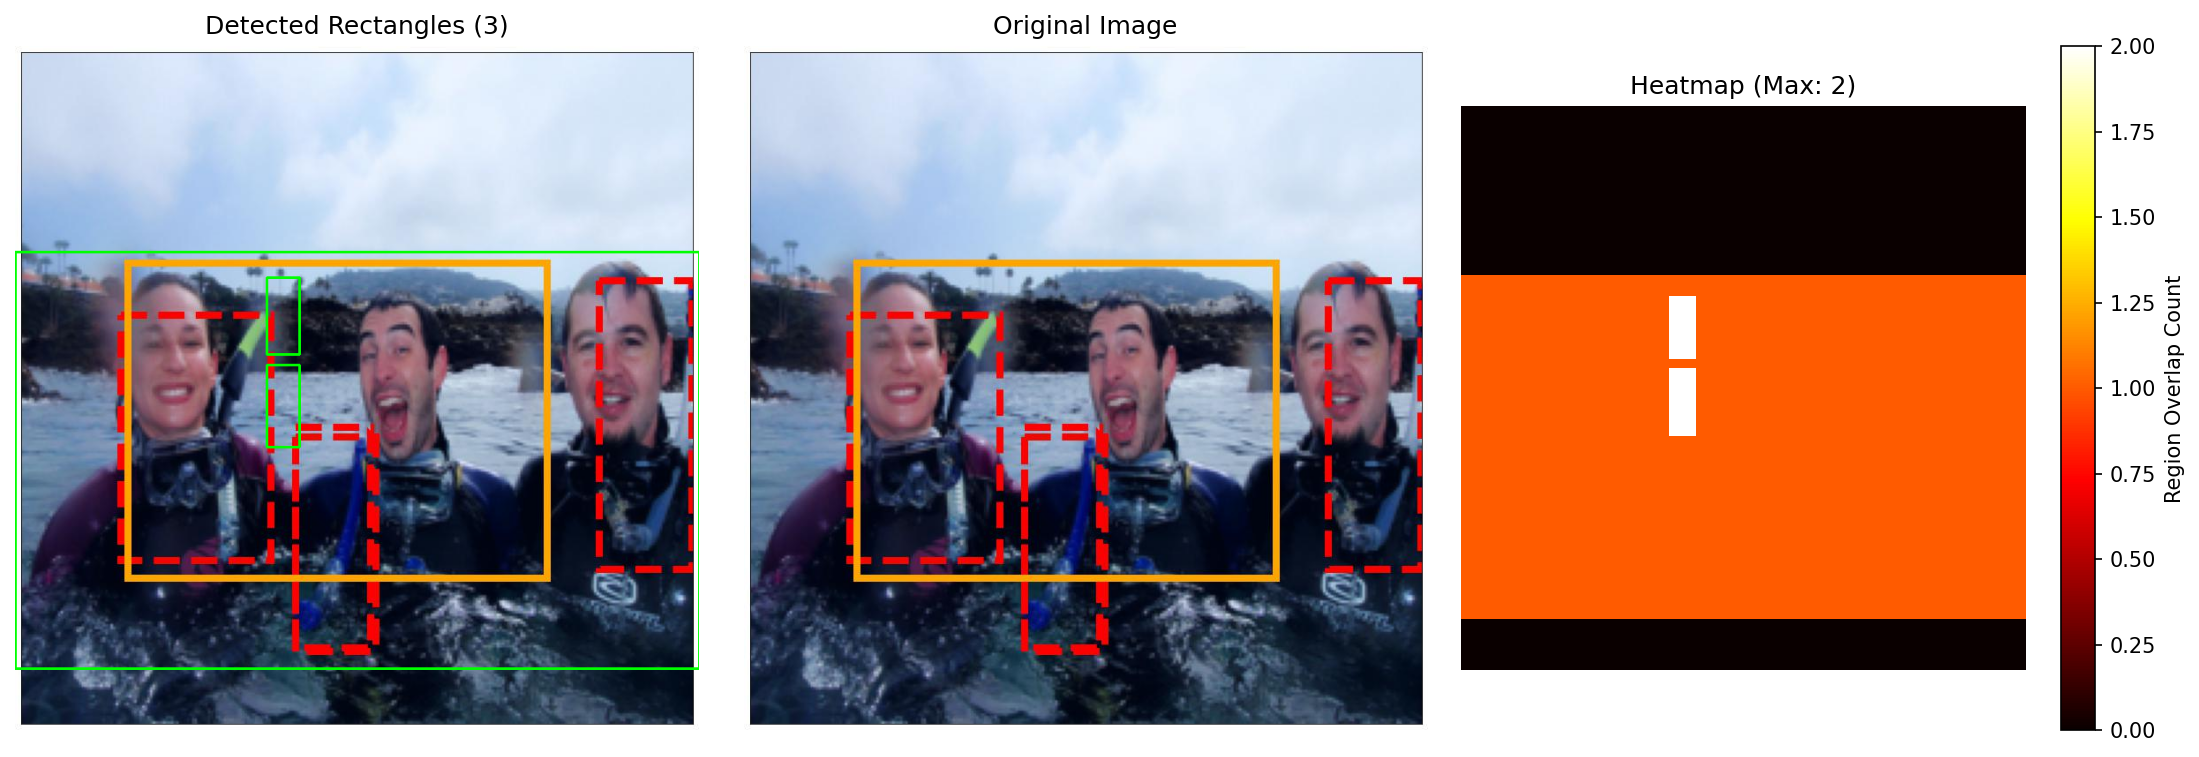 Detected Rectangles (3)
Original Image
Heatmap (Max: 2)
2.00
1.75
1.50
1.25
1.00
0.75
0.50
0.25
0.00
Region Overlap Count